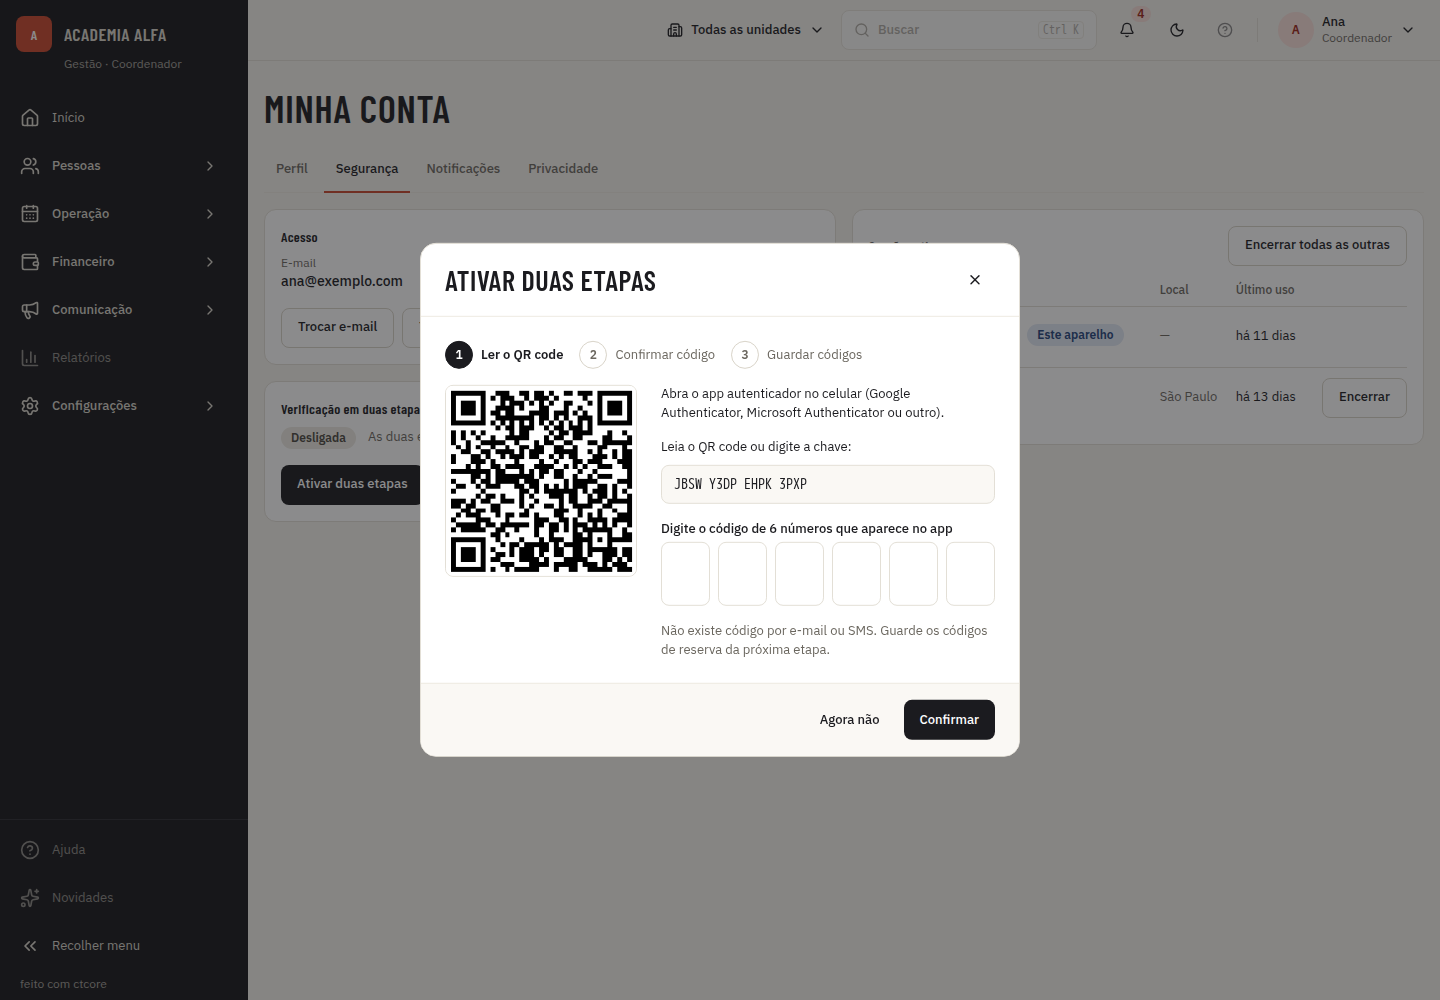 A
ACADEMIA ALFA
Gestão · Coordenador
Início
Pessoas
Operação
Financeiro
Comunicação
Relatórios
Configurações
Ajuda
Novidades
Recolher menu
feito com ctcore
Todas as unidades
Buscar
Ctrl K
4
A
Ana
Coordenador
MINHA CONTA
Perfil
Segurança
Notificações
Privacidade
Acesso
E-mail
ana@exemplo.com
Trocar e-mail
Verificação em duas etapa
Desligada
As duas e
Ativar duas etapas
Encerrar todas as outras
Local
Último uso
Este aparelho
—
há 11 dias
São Paulo
há 13 dias
Encerrar
ATIVAR DUAS ETAPAS
1 Ler o QR code
2 Confirmar código
3 Guardar códigos
Abra o app autenticador no celular (Google
Authenticator, Microsoft Authenticator ou outro).
Leia o QR code ou digite a chave:
JBSW Y3DP EHPK 3PXP
Digite o código de 6 números que aparece no app
Não existe código por e-mail ou SMS. Guarde os códigos
de reserva da próxima etapa.
Agora não
Confirmar